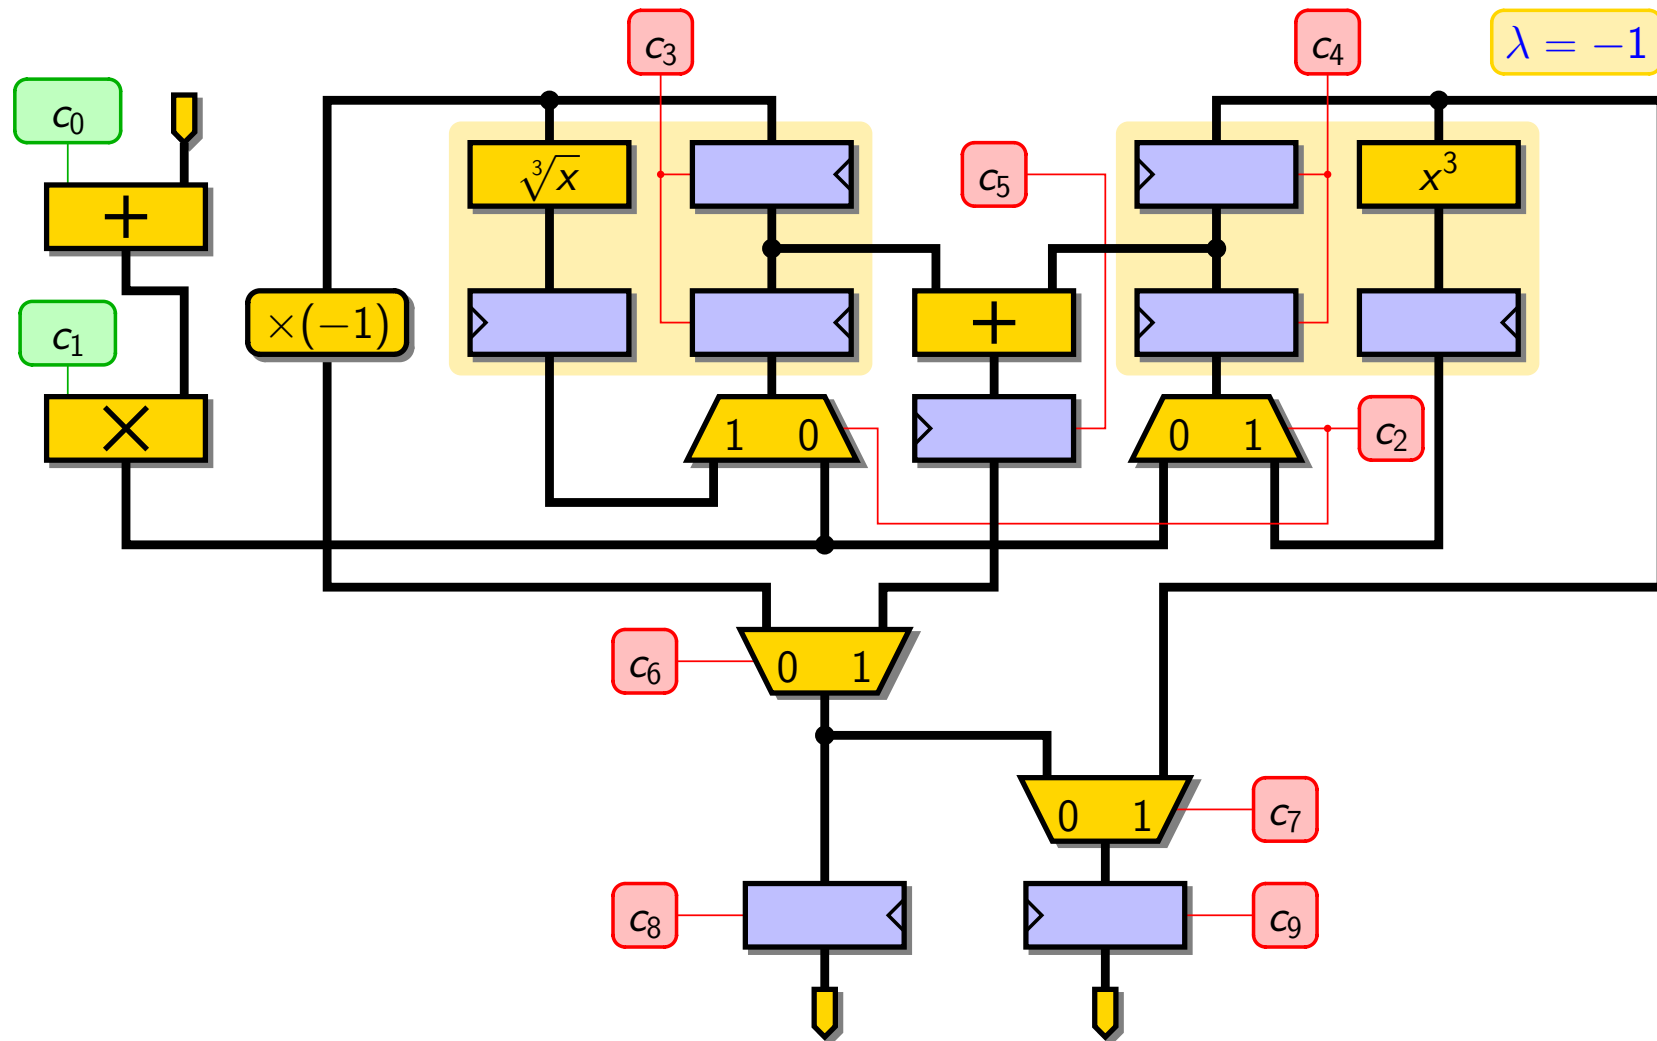 c₃
c₄
λ = −1
c₀
∛x
c₅
x³
+
c₁
×(−1)
+
×
1 0
0 1
c₂
c₆
0 1
0 1
c₇
c₈
c₉